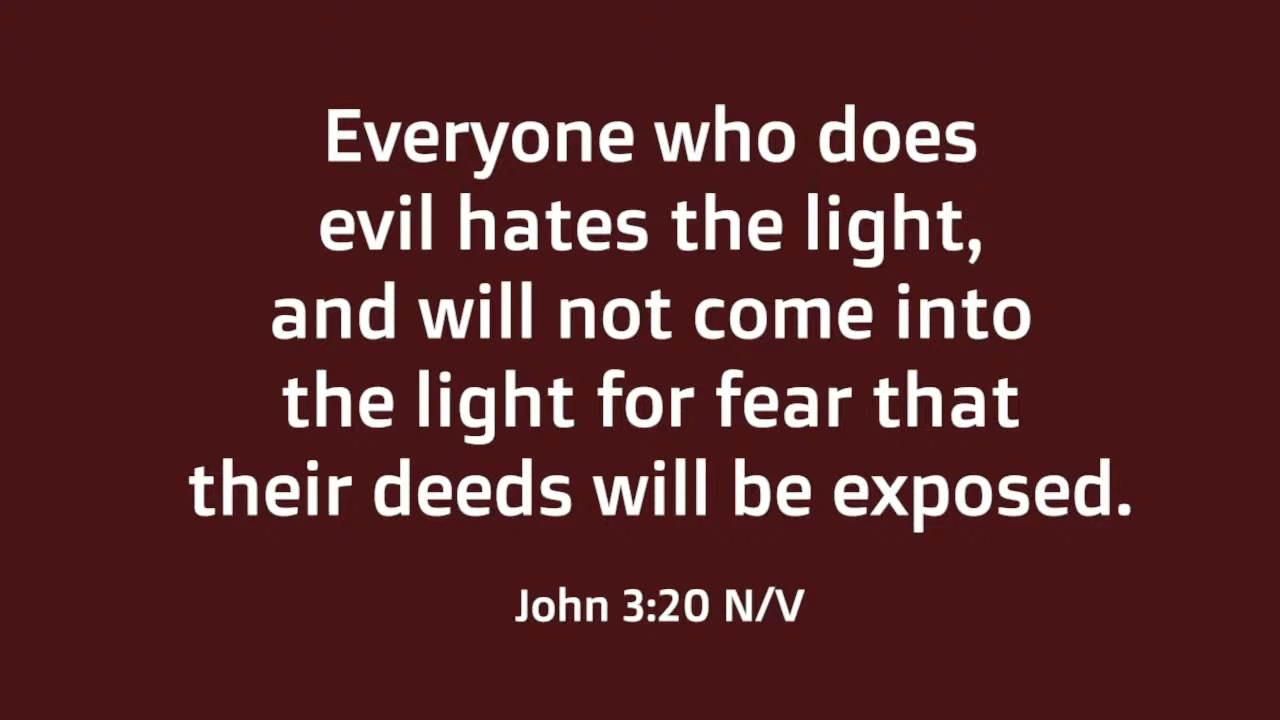 Everyone who does
evil hates the light,
and will not come into
the light for fear that
their deeds will be exposed.
John 3:20 N/V